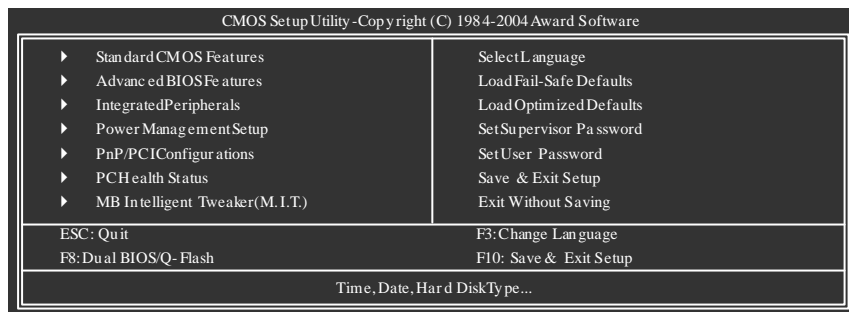 CMOS Setup Utility-Copyright (C) 1984-2004 Award Software
Standard CMOS Features
Advanced BIOS Features
Integrated Peripherals
Power Management Setup
PnP/PCI Configurations
PC Health Status
MB Intelligent Tweaker(M.I.T.)
Select Language
Load Fail-Safe Defaults
Load Optimized Defaults
Set Supervisor Password
Set User Password
Save & Exit Setup
Exit Without Saving
ESC: Quit
F3: Change Language
F8: Dual BIOS/Q-Flash
F10: Save & Exit Setup
Time, Date, Hard Disk Type...